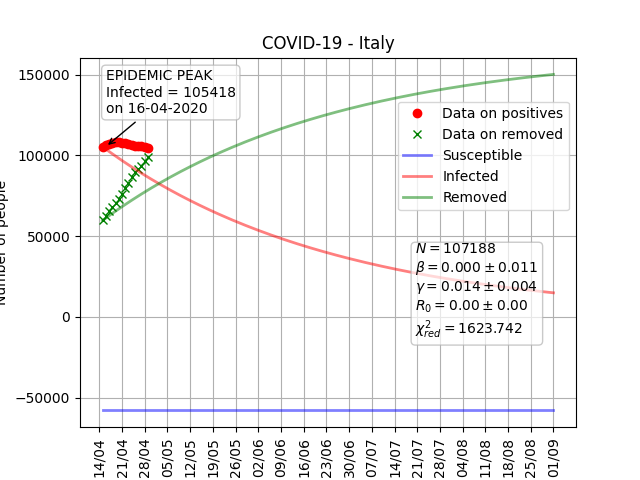 COVID-19 - Italy
EPIDEMIC PEAK
Infected = 105418
on 16-04-2020
Data on positives
Data on removed
Susceptible
Infected
Removed
N = 107188
β = 0.000 ± 0.011
γ = 0.014 ± 0.004
R₀ = 0.00 ± 0.00
χ²red = 1623.742
Number of people
150000
100000
50000
0
−50000
14/04
21/04
28/04
05/05
12/05
19/05
26/05
02/06
09/06
16/06
23/06
30/06
07/07
14/07
21/07
28/07
04/08
11/08
18/08
25/08
01/09